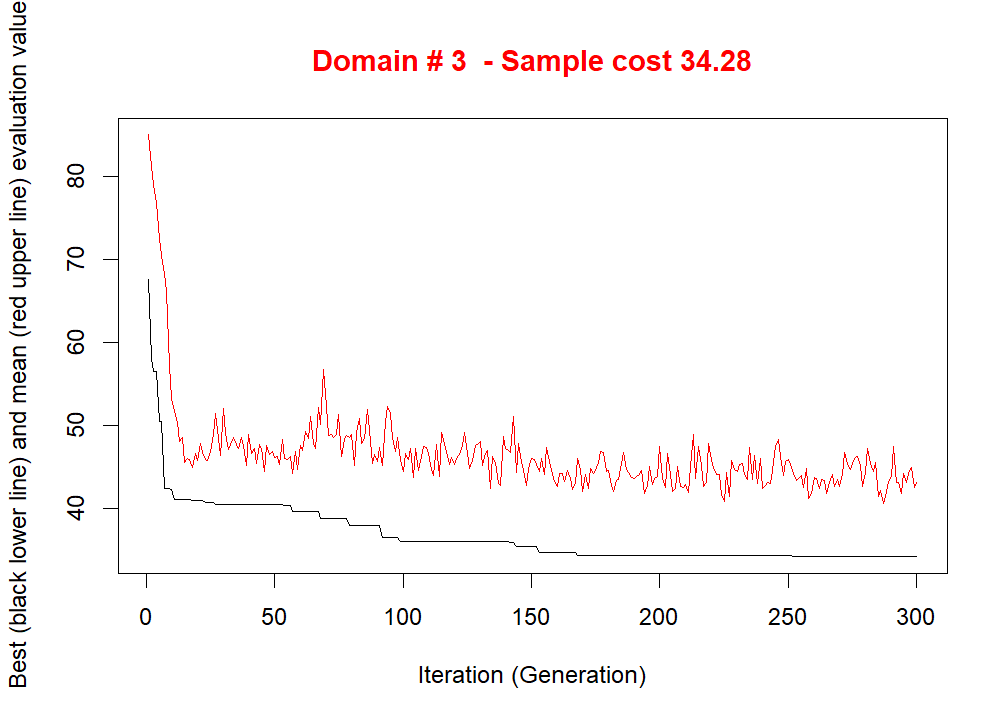 Domain # 3  - Sample cost 34.28
Best (black lower line) and mean (red upper line) evaluation value
80
70
60
50
40
0 50 100 150 200 250 300
Iteration (Generation)